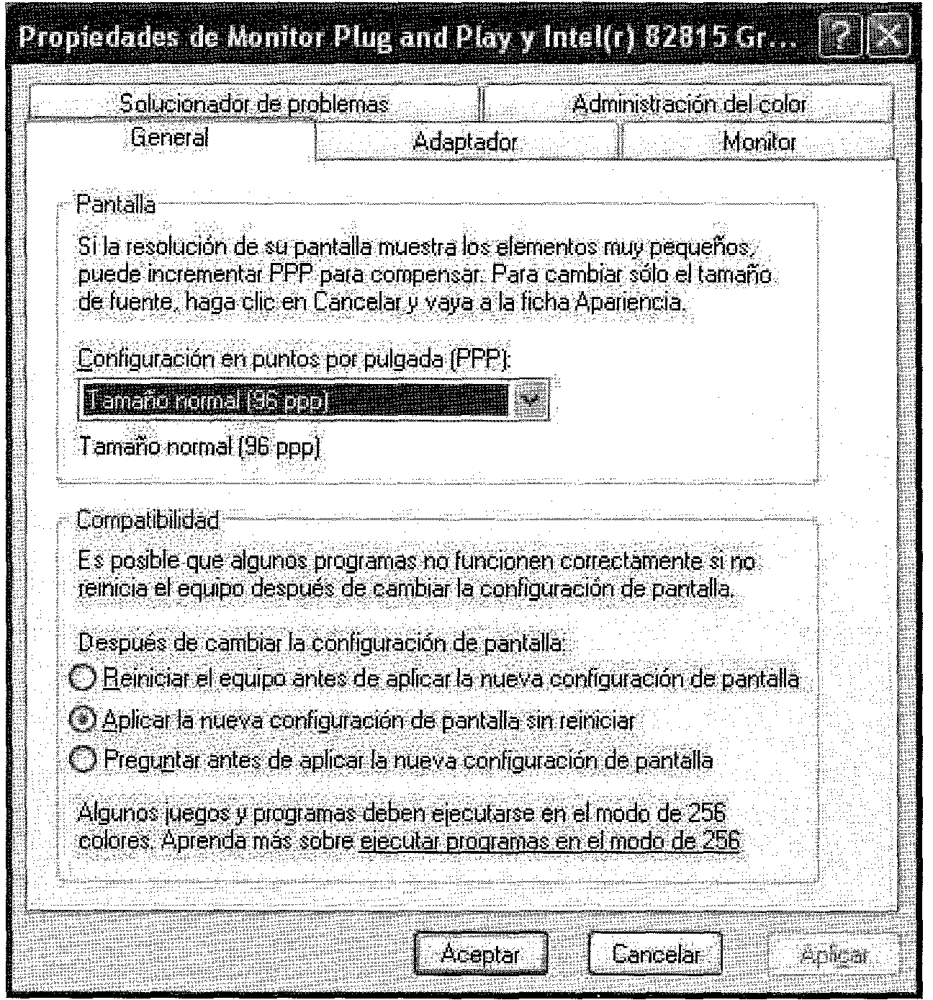 Propiedades de Monitor Plug and Play y Intel(r) 82815 Gr...
Solucionador de problemas
Administración del color
General
Adaptador
Monitor
Pantalla
Si la resolución de su pantalla muestra los elementos muy pequeños,
puede incrementar PPP para compensar. Para cambiar sólo el tamaño
de fuente, haga clic en Cancelar y vaya a la ficha Apariencia.
Configuración en puntos por pulgada (PPP):
Tamaño normal (96 ppp)
Tamaño normal (96 ppp)
Compatibilidad
Es posible que algunos programas no funcionen correctamente si no
reinicia el equipo después de cambiar la configuración de pantalla.
Después de cambiar la configuración de pantalla:
Reiniciar el equipo antes de aplicar la nueva configuración de pantalla
Aplicar la nueva configuración de pantalla sin reiniciar
Preguntar antes de aplicar la nueva configuración de pantalla
Algunos juegos y programas deben ejecutarse en el modo de 256
colores. Aprenda más sobre ejecutar programas en el modo de 256
Aceptar
Cancelar
Aplicar